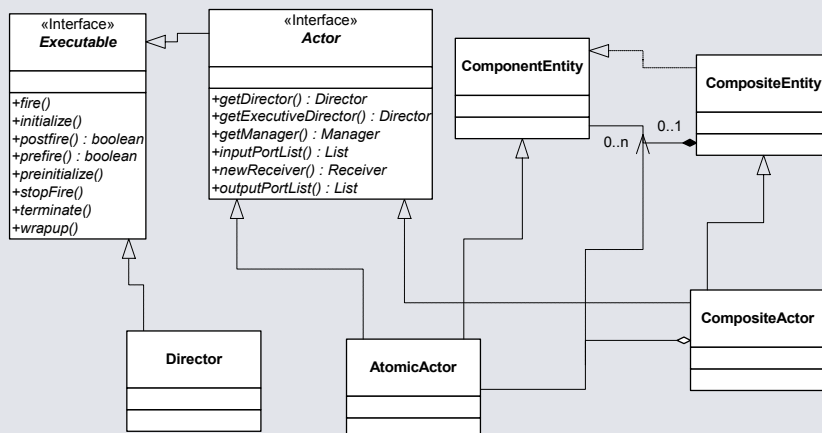 «Interface»
Executable
+fire()
+initialize()
+postfire() : boolean
+prefire() : boolean
+preinitialize()
+stopFire()
+terminate()
+wrapup()
«Interface»
Actor
+getDirector() : Director
+getExecutiveDirector() : Director
+getManager() : Manager
+inputPortList() : List
+newReceiver() : Receiver
+outputPortList() : List
ComponentEntity
CompositeEntity
0..1
0..n
Director
AtomicActor
CompositeActor